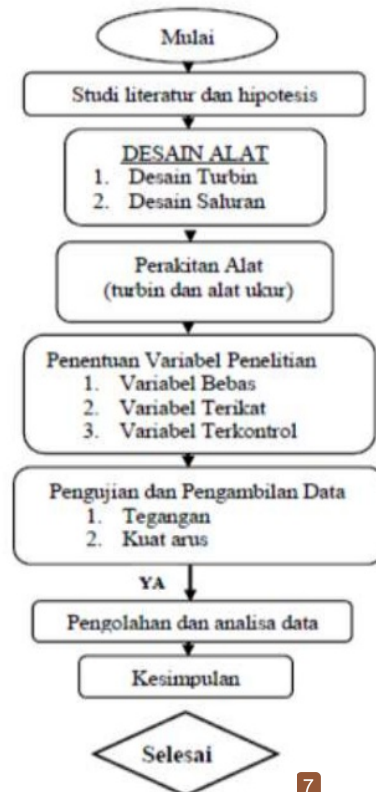 Mulai
Studi literatur dan hipotesis
DESAIN ALAT
1. Desain Turbin
2. Desain Saluran
Perakitan Alat
(turbin dan alat ukur)
Penentuan Variabel Penelitian
1. Variabel Bebas
2. Variabel Terikat
3. Variabel Terkontrol
Pengujian dan Pengambilan Data
1. Tegangan
2. Kuat arus
YA
Pengolahan dan analisa data
Kesimpulan
Selesai
7